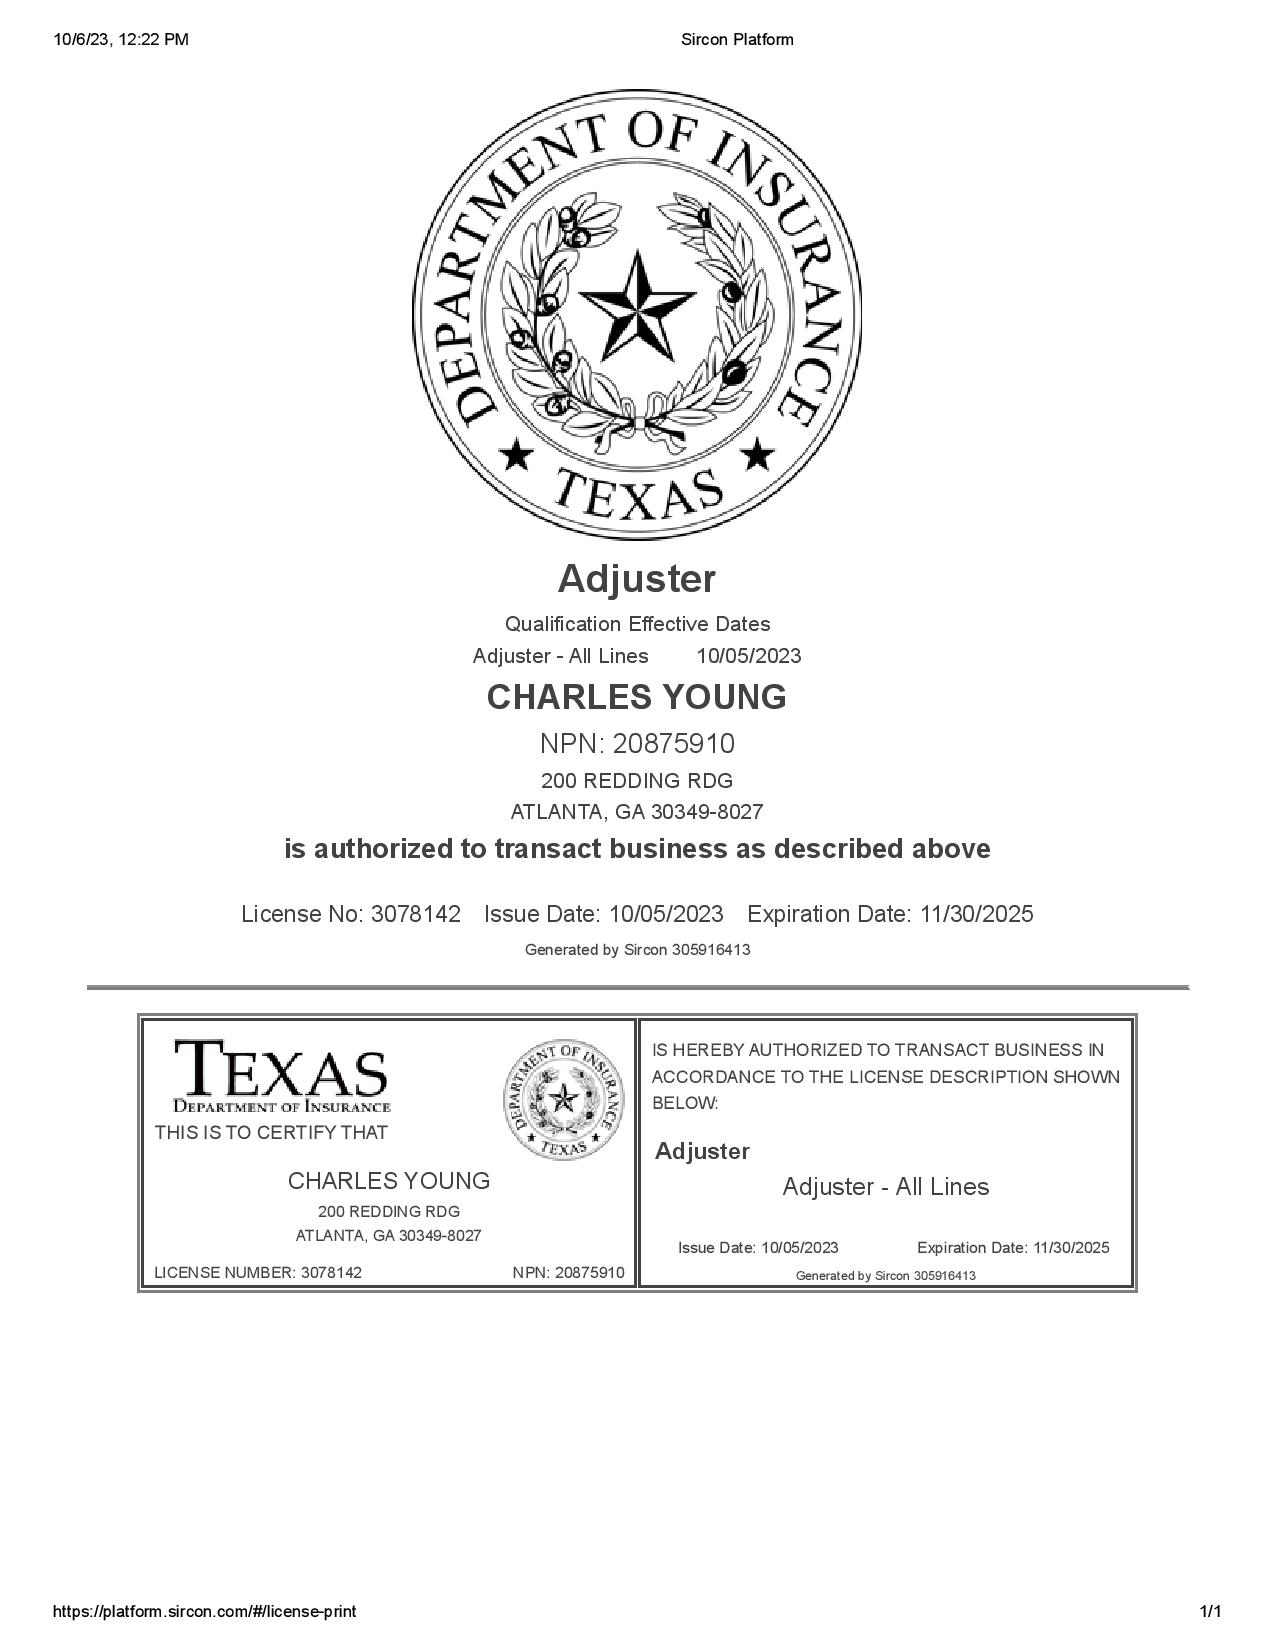 10/6/23, 12:22 PM Sircon Platform
DEPARTMENT OF INSURANCE
TEXAS
Adjuster
Qualification Effective Dates
Adjuster - All Lines 10/05/2023
CHARLES YOUNG
NPN: 20875910
200 REDDING RDG
ATLANTA, GA 30349-8027
is authorized to transact business as described above
License No: 3078142 Issue Date: 10/05/2023 Expiration Date: 11/30/2025
Generated by Sircon 305916413
TEXAS
DEPARTMENT OF INSURANCE
THIS IS TO CERTIFY THAT
DEPARTMENT OF INSURANCE
TEXAS
CHARLES YOUNG
200 REDDING RDG
ATLANTA, GA 30349-8027
LICENSE NUMBER: 3078142 NPN: 20875910
IS HEREBY AUTHORIZED TO TRANSACT BUSINESS IN
ACCORDANCE TO THE LICENSE DESCRIPTION SHOWN
BELOW:
Adjuster
Adjuster - All Lines
Issue Date: 10/05/2023 Expiration Date: 11/30/2025
Generated by Sircon 305916413
https://platform.sircon.com/#/license-print 1/1